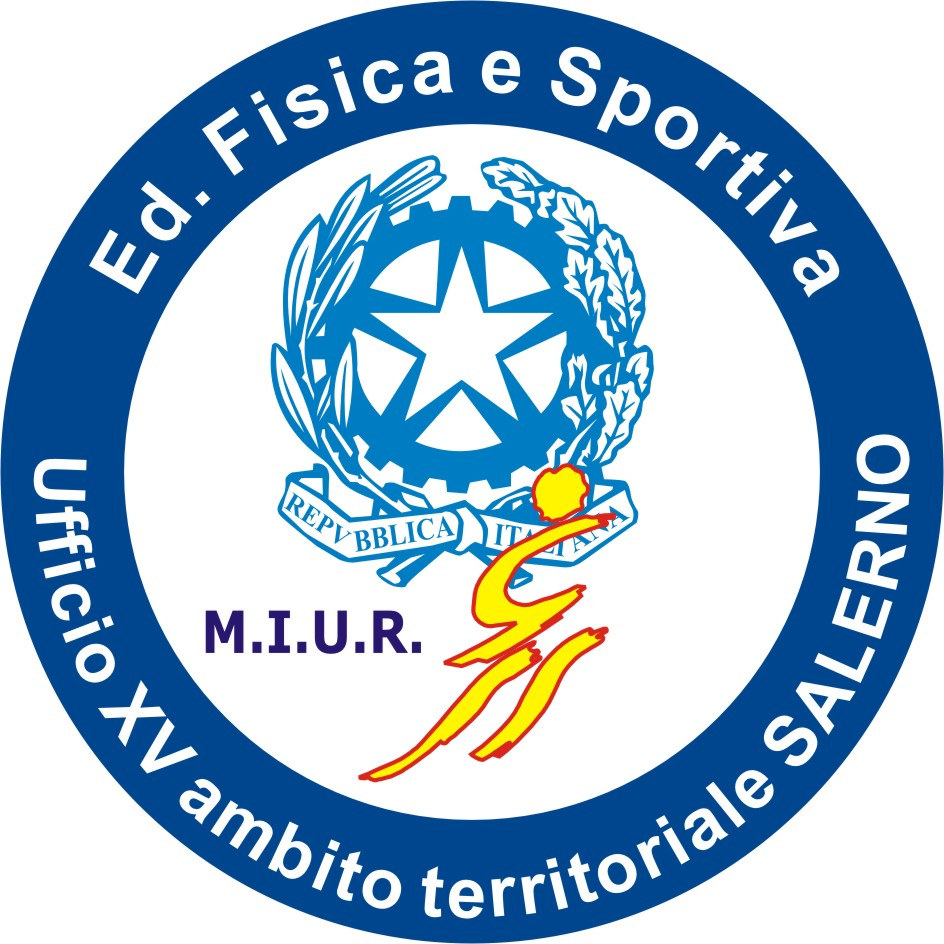 Ed. Fisica e Sportiva
REPVBBLICA ITALIANA
M.I.U.R.
Ufficio XV ambito territoriale SALERNO